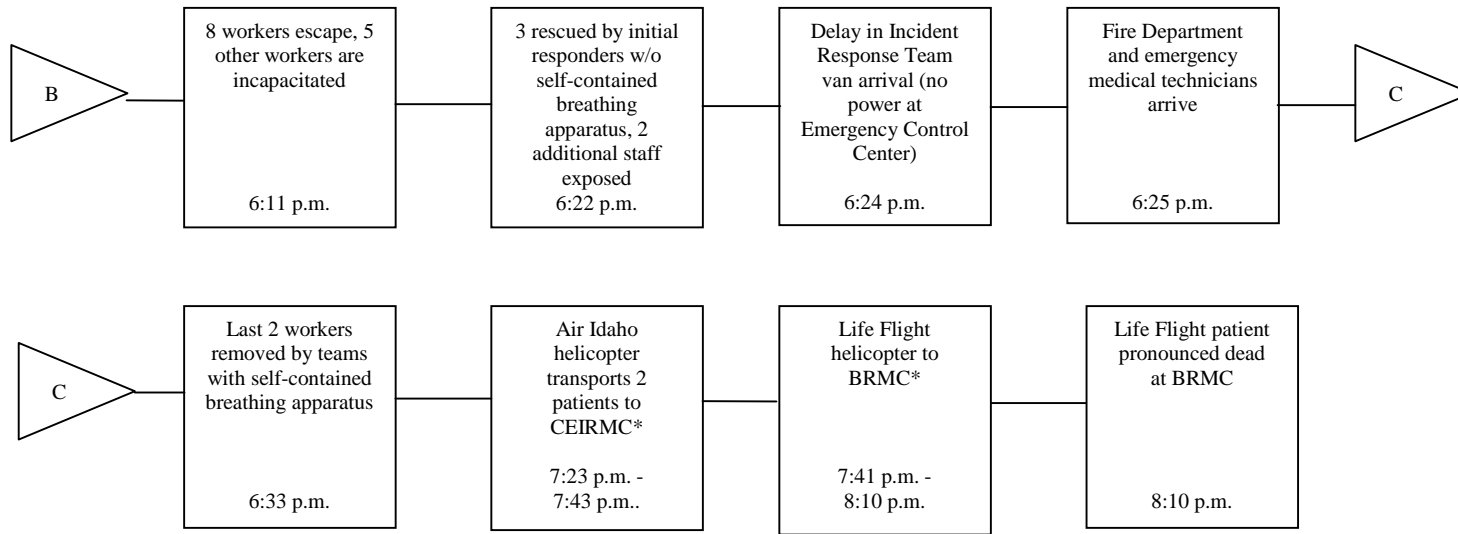 B
8 workers escape, 5
other workers are
incapacitated
6:11 p.m.
3 rescued by initial
responders w/o
self-contained
breathing
apparatus, 2
additional staff
exposed
6:22 p.m.
Delay in Incident
Response Team
van arrival (no
power at
Emergency Control
Center)
6:24 p.m.
Fire Department
and emergency
medical technicians
arrive
6:25 p.m.
C
C
Last 2 workers
removed by teams
with self-contained
breathing apparatus
6:33 p.m.
Air Idaho
helicopter
transports 2
patients to
CEIRMC*
7:23 p.m. -
7:43 p.m..
Life Flight
helicopter to
BRMC*
7:41 p.m. -
8:10 p.m.
Life Flight patient
pronounced dead
at BRMC
8:10 p.m.